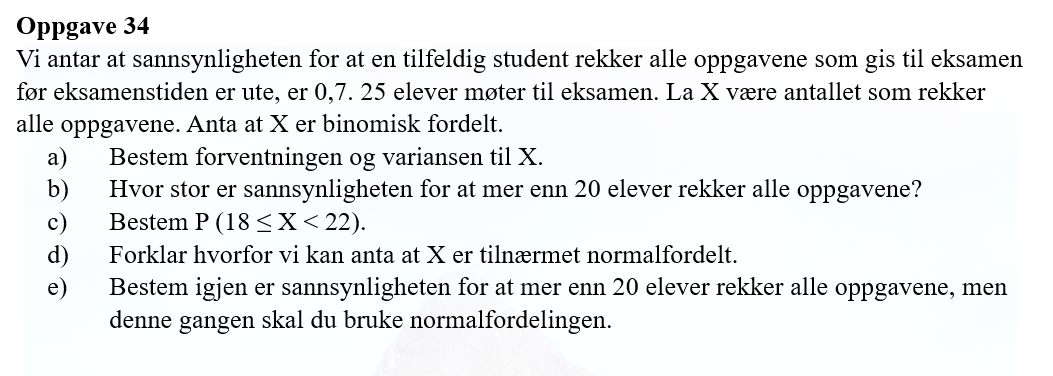 Oppgave 34
Vi antar at sannsynligheten for at en tilfeldig student rekker alle oppgavene som gis til eksamen
før eksamenstiden er ute, er 0,7. 25 elever møter til eksamen. La X være antallet som rekker
alle oppgavene. Anta at X er binomisk fordelt.
a) Bestem forventningen og variansen til X.
b) Hvor stor er sannsynligheten for at mer enn 20 elever rekker alle oppgavene?
c) Bestem P (18 ≤ X < 22).
d) Forklar hvorfor vi kan anta at X er tilnærmet normalfordelt.
e) Bestem igjen er sannsynligheten for at mer enn 20 elever rekker alle oppgavene, men
denne gangen skal du bruke normalfordelingen.